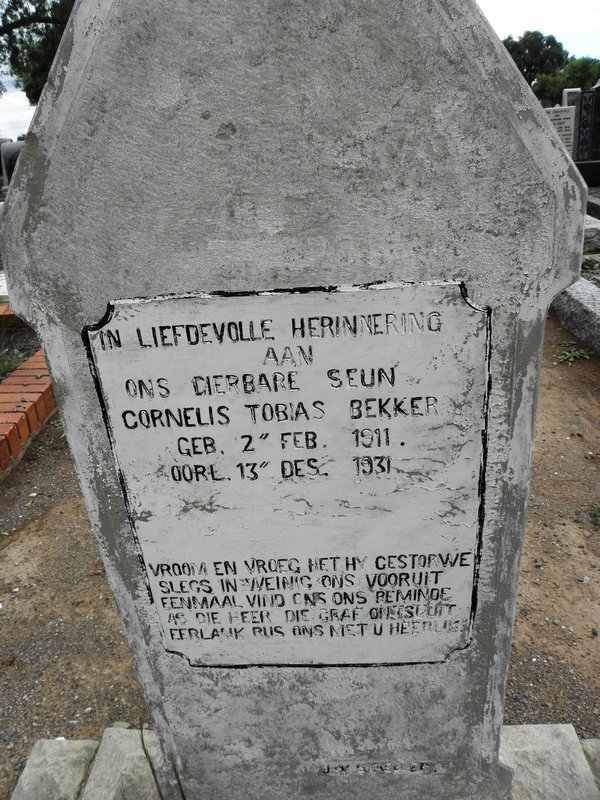 IN LIEFDEVOLLE HERINNERING
AAN
ONS DIERBARE SEUN
CORNELIS TOBIAS BEKKER
GEB. 2" FEB. 1911.
OORL. 13" DES. 1931
VROOM EN VROEG HET HY GESTORWE
SLEGS IN WEINIG ONS VOORUIT
EENMAAL VIND ONS ONS BEMINDE
AS DIE HEER DIE GRAF ONTSLUIT
EERLANK RUS ONS MET U HEERLIK